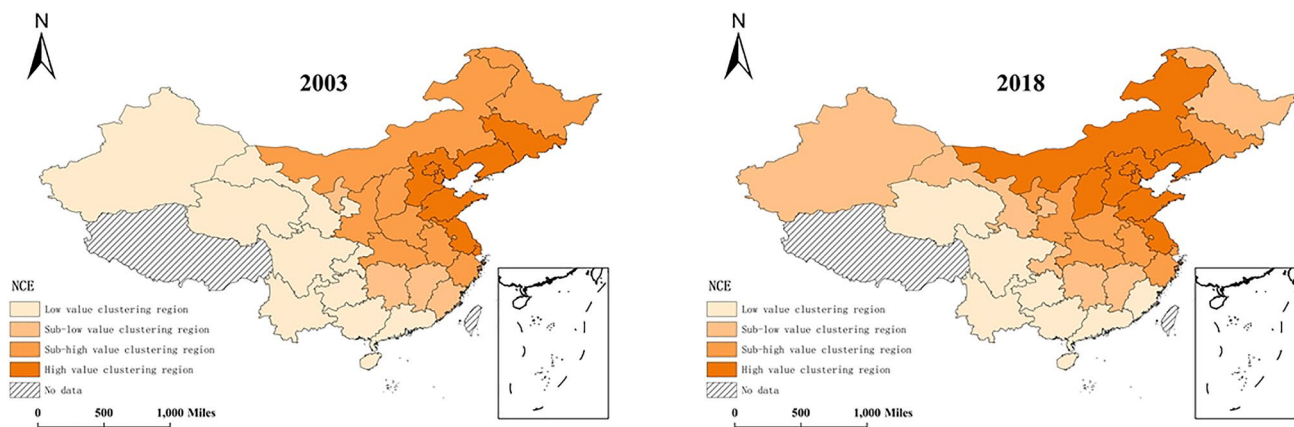 N
2003
NCE
Low value clustering region
Sub-low value clustering region
Sub-high value clustering region
High value clustering region
No data
0 500 1,000 Miles
N
2018
NCE
Low value clustering region
Sub-low value clustering region
Sub-high value clustering region
High value clustering region
No data
0 500 1,000 Miles